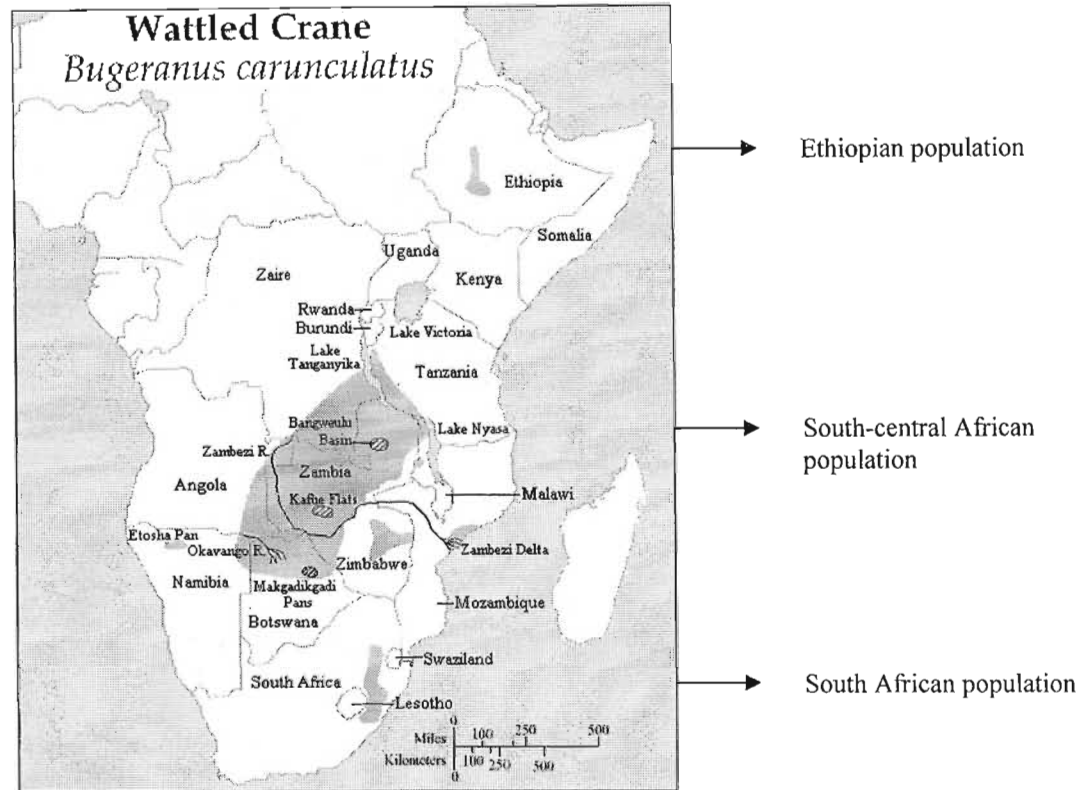 Wattled Crane
Bugeranus carunculatus
Ethiopian population
Ethiopia
Somalia
Uganda
Kenya
Zaire
Rwanda
Burundi
Lake Victoria
Lake
Tanganyika
Tanzania
Bangweulu
Basin
Lake Nyasa
South-central African
population
Zambezi R.
Zambia
Angola
Malawi
Kafue Flats
Etosha Pan
Okavango R.
Zambezi Delta
Zimbabwe
Namibia
Makgadikgadi
Pans
Mozambique
Botswana
Swaziland
South Africa
South African population
Lesotho
0
100
250
500
Miles
Kilometers
100
250
500
0